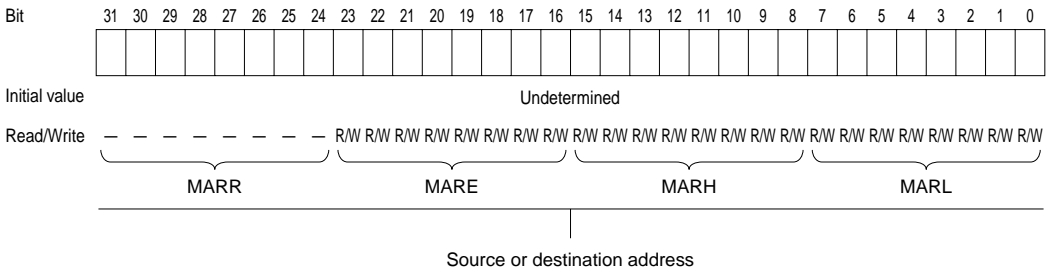 Bit 31 30 29 28 27 26 25 24 23 22 21 20 19 18 17 16 15 14 13 12 11 10 9 8 7 6 5 4 3 2 1 0
Initial value Undetermined
Read/Write — — — — — — — — R/W R/W R/W R/W R/W R/W R/W R/W R/W R/W R/W R/W R/W R/W R/W R/W R/W R/W R/W R/W R/W R/W R/W R/W
MARR MARE MARH MARL
Source or destination address